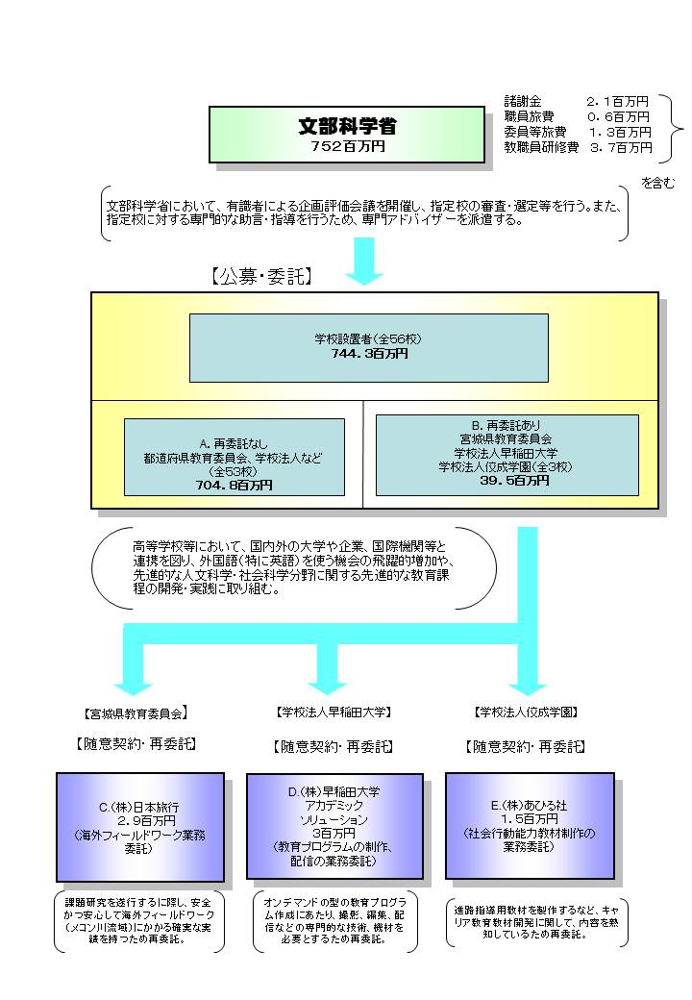 文部科学省
752百万円
諸謝金　2．1百万円
職員旅費　0．6百万円
委員等旅費　1．3百万円
教職員研修費　3．7百万円
を含む
文部科学省において、有識者による企画評価会議を開催し、指定校の審査・選定等を行う。また、
指定校に対する専門的な助言・指導を行うため、専門アドバイザーを派遣する。
【公募・委託】
学校設置者（全56校）
744．3百万円
A．再委託なし
都道府県教育委員会、学校法人など
（全53校）
704．8百万円
B．再委託あり
宮城県教育委員会
学校法人早稲田大学
学校法人佼成学園（全3校）
39．5百万円
高等学校等において、国内外の大学や企業、国際機関等と
連携を図り、外国語（特に英語）を使う機会の飛躍的増加や、
先進的な人文科学・社会科学分野に関する先進的な教育課
程の開発・実践に取り組む。
【宮城県教育委員会】
【随意契約・再委託】
C.（株）日本旅行
2．9百万円
（海外フィールドワーク業務
委託）
課題研究を遂行するに際し、安全
かつ安心して海外フィールドワーク
（メコン川流域）にかかる確実な実
績を持つため再委託。
【学校法人早稲田大学】
【随意契約・再委託】
D.（株）早稲田大学
アカデミック
ソリューション
3百万円
（教育プログラムの制作、
配信の業務委託）
オンデマンドの型の教育プログラ
ム作成にあたり、撮影、編集、配
信などの専門的な技術、機材を
必要とするため再委託。
【学校法人佼成学園】
【随意契約・再委託】
E.（株）あひる社
1．5百万円
（社会行動能力教材制作の
業務委託）
進路指導用教材を製作するなど、キャ
リア教育教材開発に関して、内容を熟
知しているため再委託。